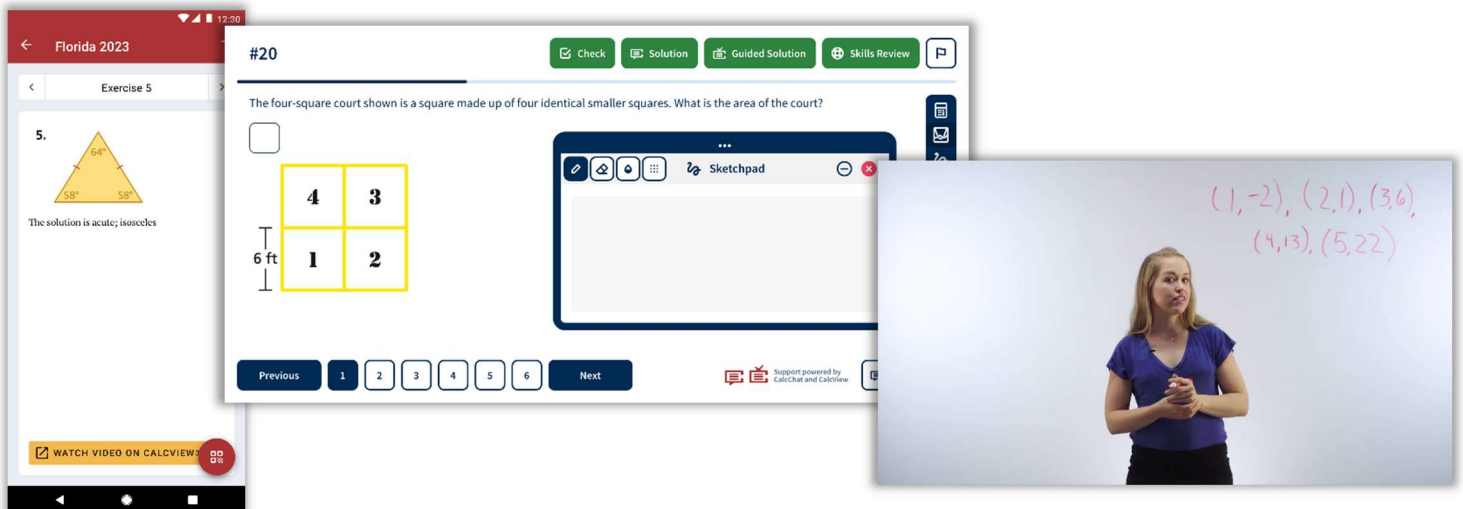 12:30
Florida 2023
Exercise 5
5.
64°
58° 58°
The solution is acute; isosceles
WATCH VIDEO ON CALCVIEW
#20
Check Solution Guided Solution Skills Review
The four-square court shown is a square made up of four identical smaller squares. What is the area of the court?
4 3
6 ft 1 2
Sketchpad
Previous 1 2 3 4 5 6 Next
Support powered by
CalcChat and CalcView
(1,-2), (2,1), (3,6),
(4,13), (5,22)